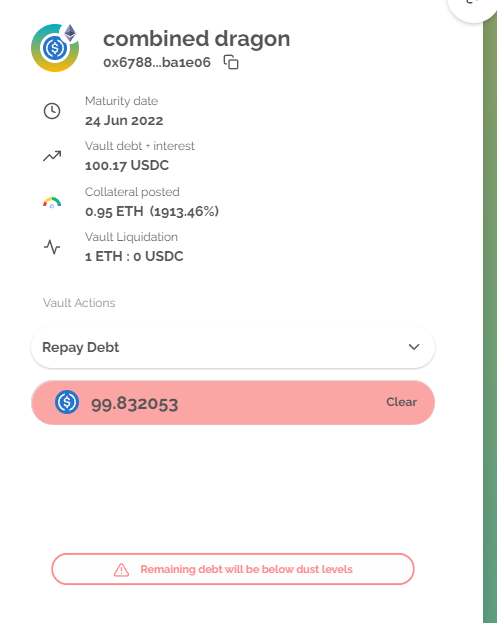 combined dragon
0x6788...ba1e06
Maturity date
24 Jun 2022
Vault debt + interest
100.17 USDC
Collateral posted
0.95 ETH (1913.46%)
Vault Liquidation
1 ETH : 0 USDC
Vault Actions
Repay Debt
99.832053 Clear
Remaining debt will be below dust levels